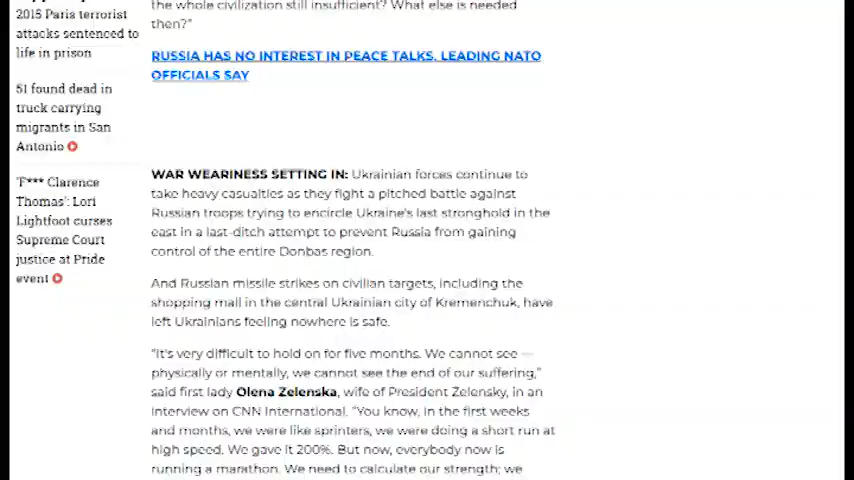 2015 Paris terrorist
attacks sentenced to
life in prison
51 found dead in
truck carrying
migrants in San
Antonio
'F*** Clarence
Thomas': Lori
Lightfoot curses
Supreme Court
justice at Pride
event
the whole civilization still insufficient? What else is needed
then?"
RUSSIA HAS NO INTEREST IN PEACE TALKS, LEADING NATO
OFFICIALS SAY
WAR WEARINESS SETTING IN: Ukrainian forces continue to
take heavy casualties as they fight a pitched battle against
Russian troops trying to encircle Ukraine's last stronghold in the
east in a last-ditch attempt to prevent Russia from gaining
control of the entire Donbas region.
And Russian missile strikes on civilian targets, including the
shopping mall in the central Ukrainian city of Kremenchuk, have
left Ukrainians feeling nowhere is safe.
"It's very difficult to hold on for five months. We cannot see —
physically or mentally, we cannot see the end of our suffering,"
said first lady Olena Zelenska, wife of President Zelensky, in an
interview on CNN International. "You know, in the first weeks
and months, we were like sprinters, we were doing a short run at
high speed. We gave it 200%. But now, everybody now is
running a marathon. We need to calculate our strength; we